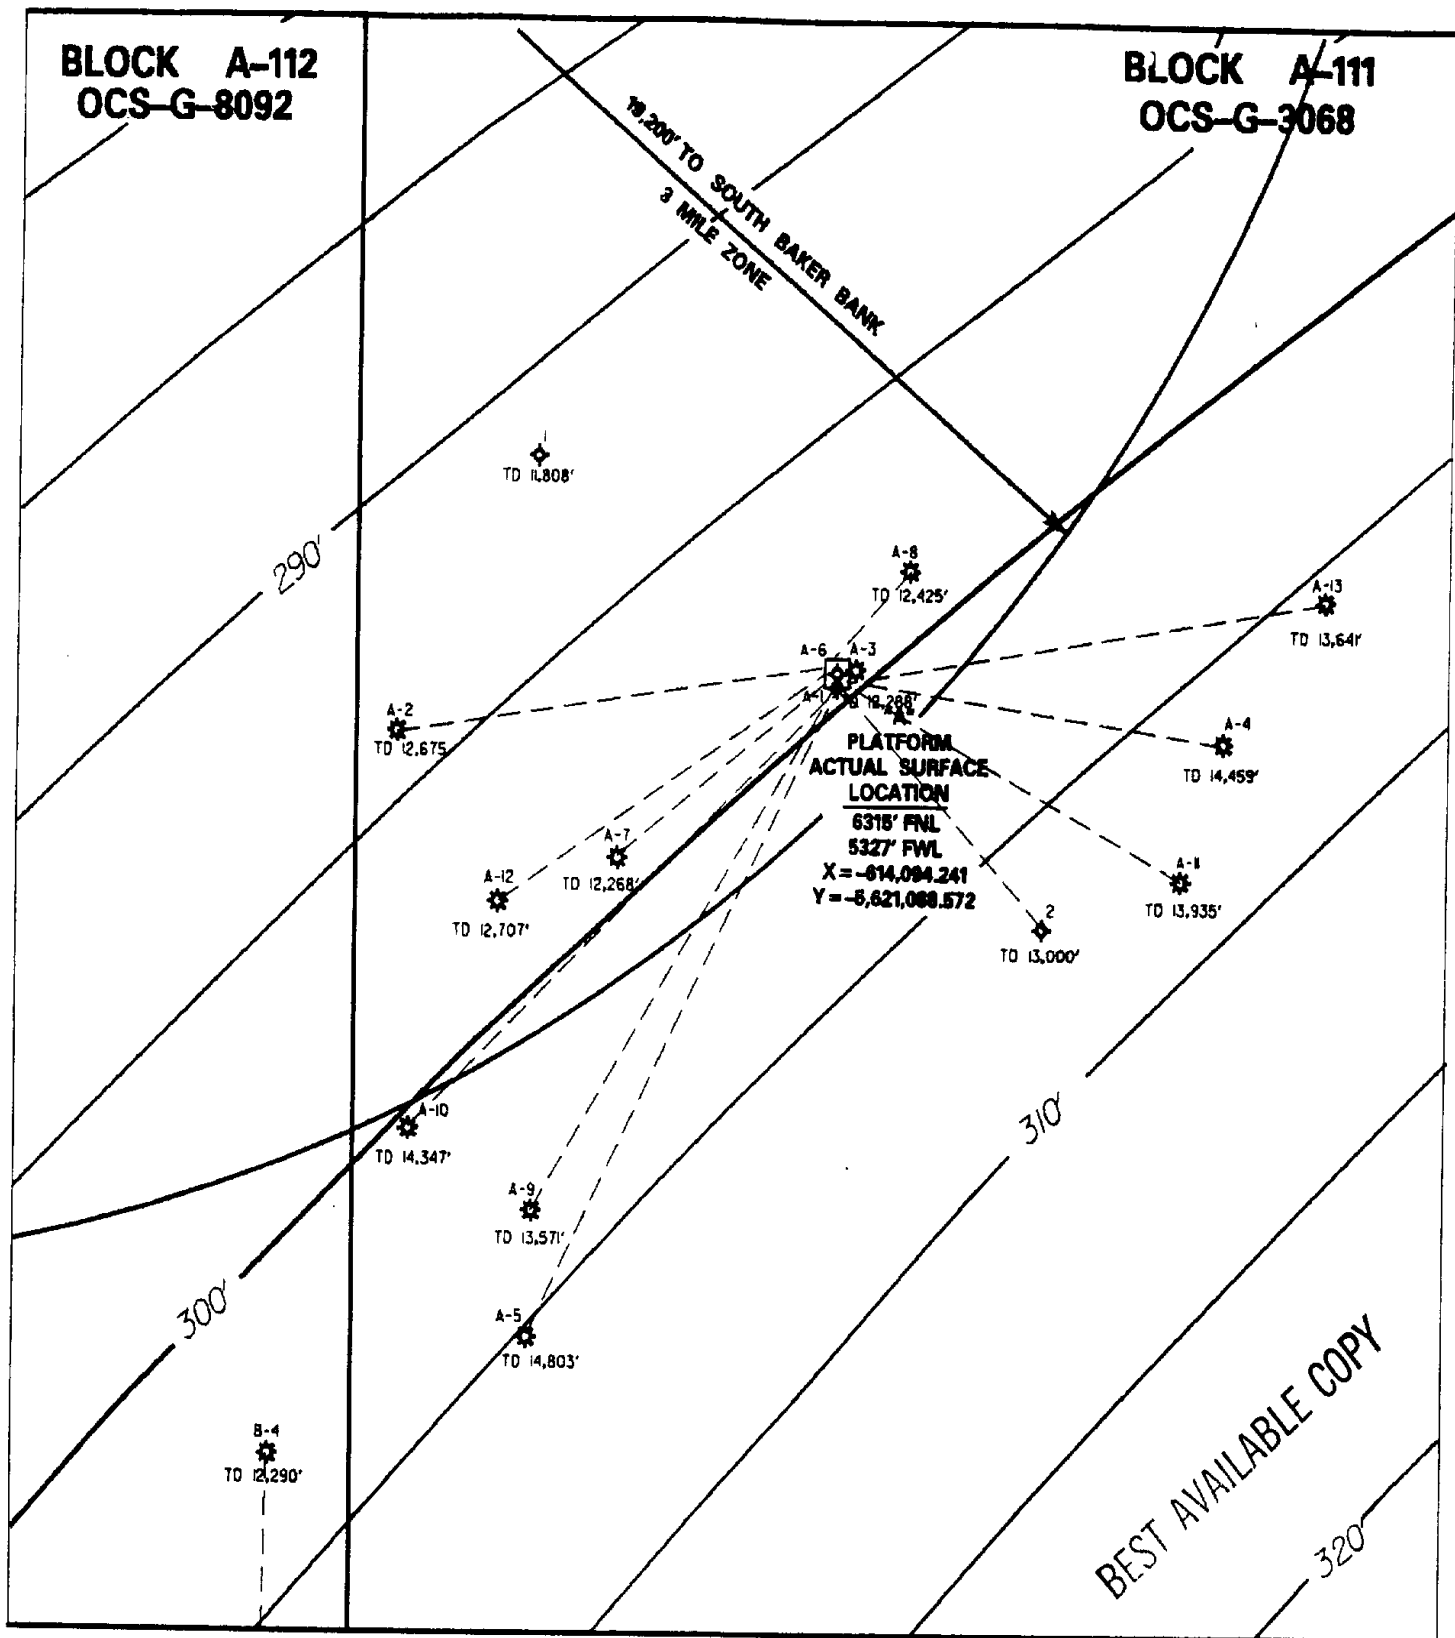 BLOCK A-112
OCS-G-8092
BLOCK A-111
OCS-G-3068
TO SOUTH BAKER BANK
3 MILE ZONE
1
TD 11,808'
290'
A-8
TD 12,425'
A-13
TD 13,641'
A-6
A-3
A-1
12,268'
"A"
A-2
TD 12,675
A-4
TD 14,459'
PLATFORM
ACTUAL SURFACE
LOCATION
6315' FNL
5327' FWL
A-7
TD 12,268'
A-12
TD 12,707'
A-11
TD 13,935'
2
TD 13,000'
A-10
TD 14,347'
310'
A-9
TD 13,571'
300'
A-5
TD 14,803'
B-4
TD 12,290'
BEST AVAILABLE COPY
320'